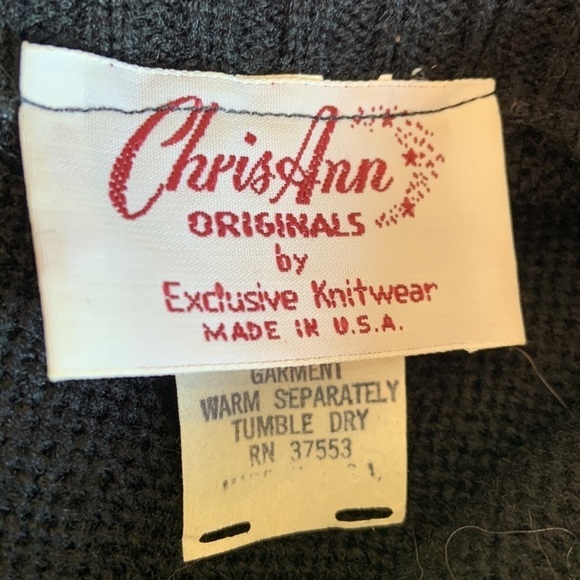 ChrisAnn
ORIGINALS
by
Exclusive Knitwear
MADE IN U.S.A.
GARMENT
WARM SEPARATELY
TUMBLE DRY
RN 37553